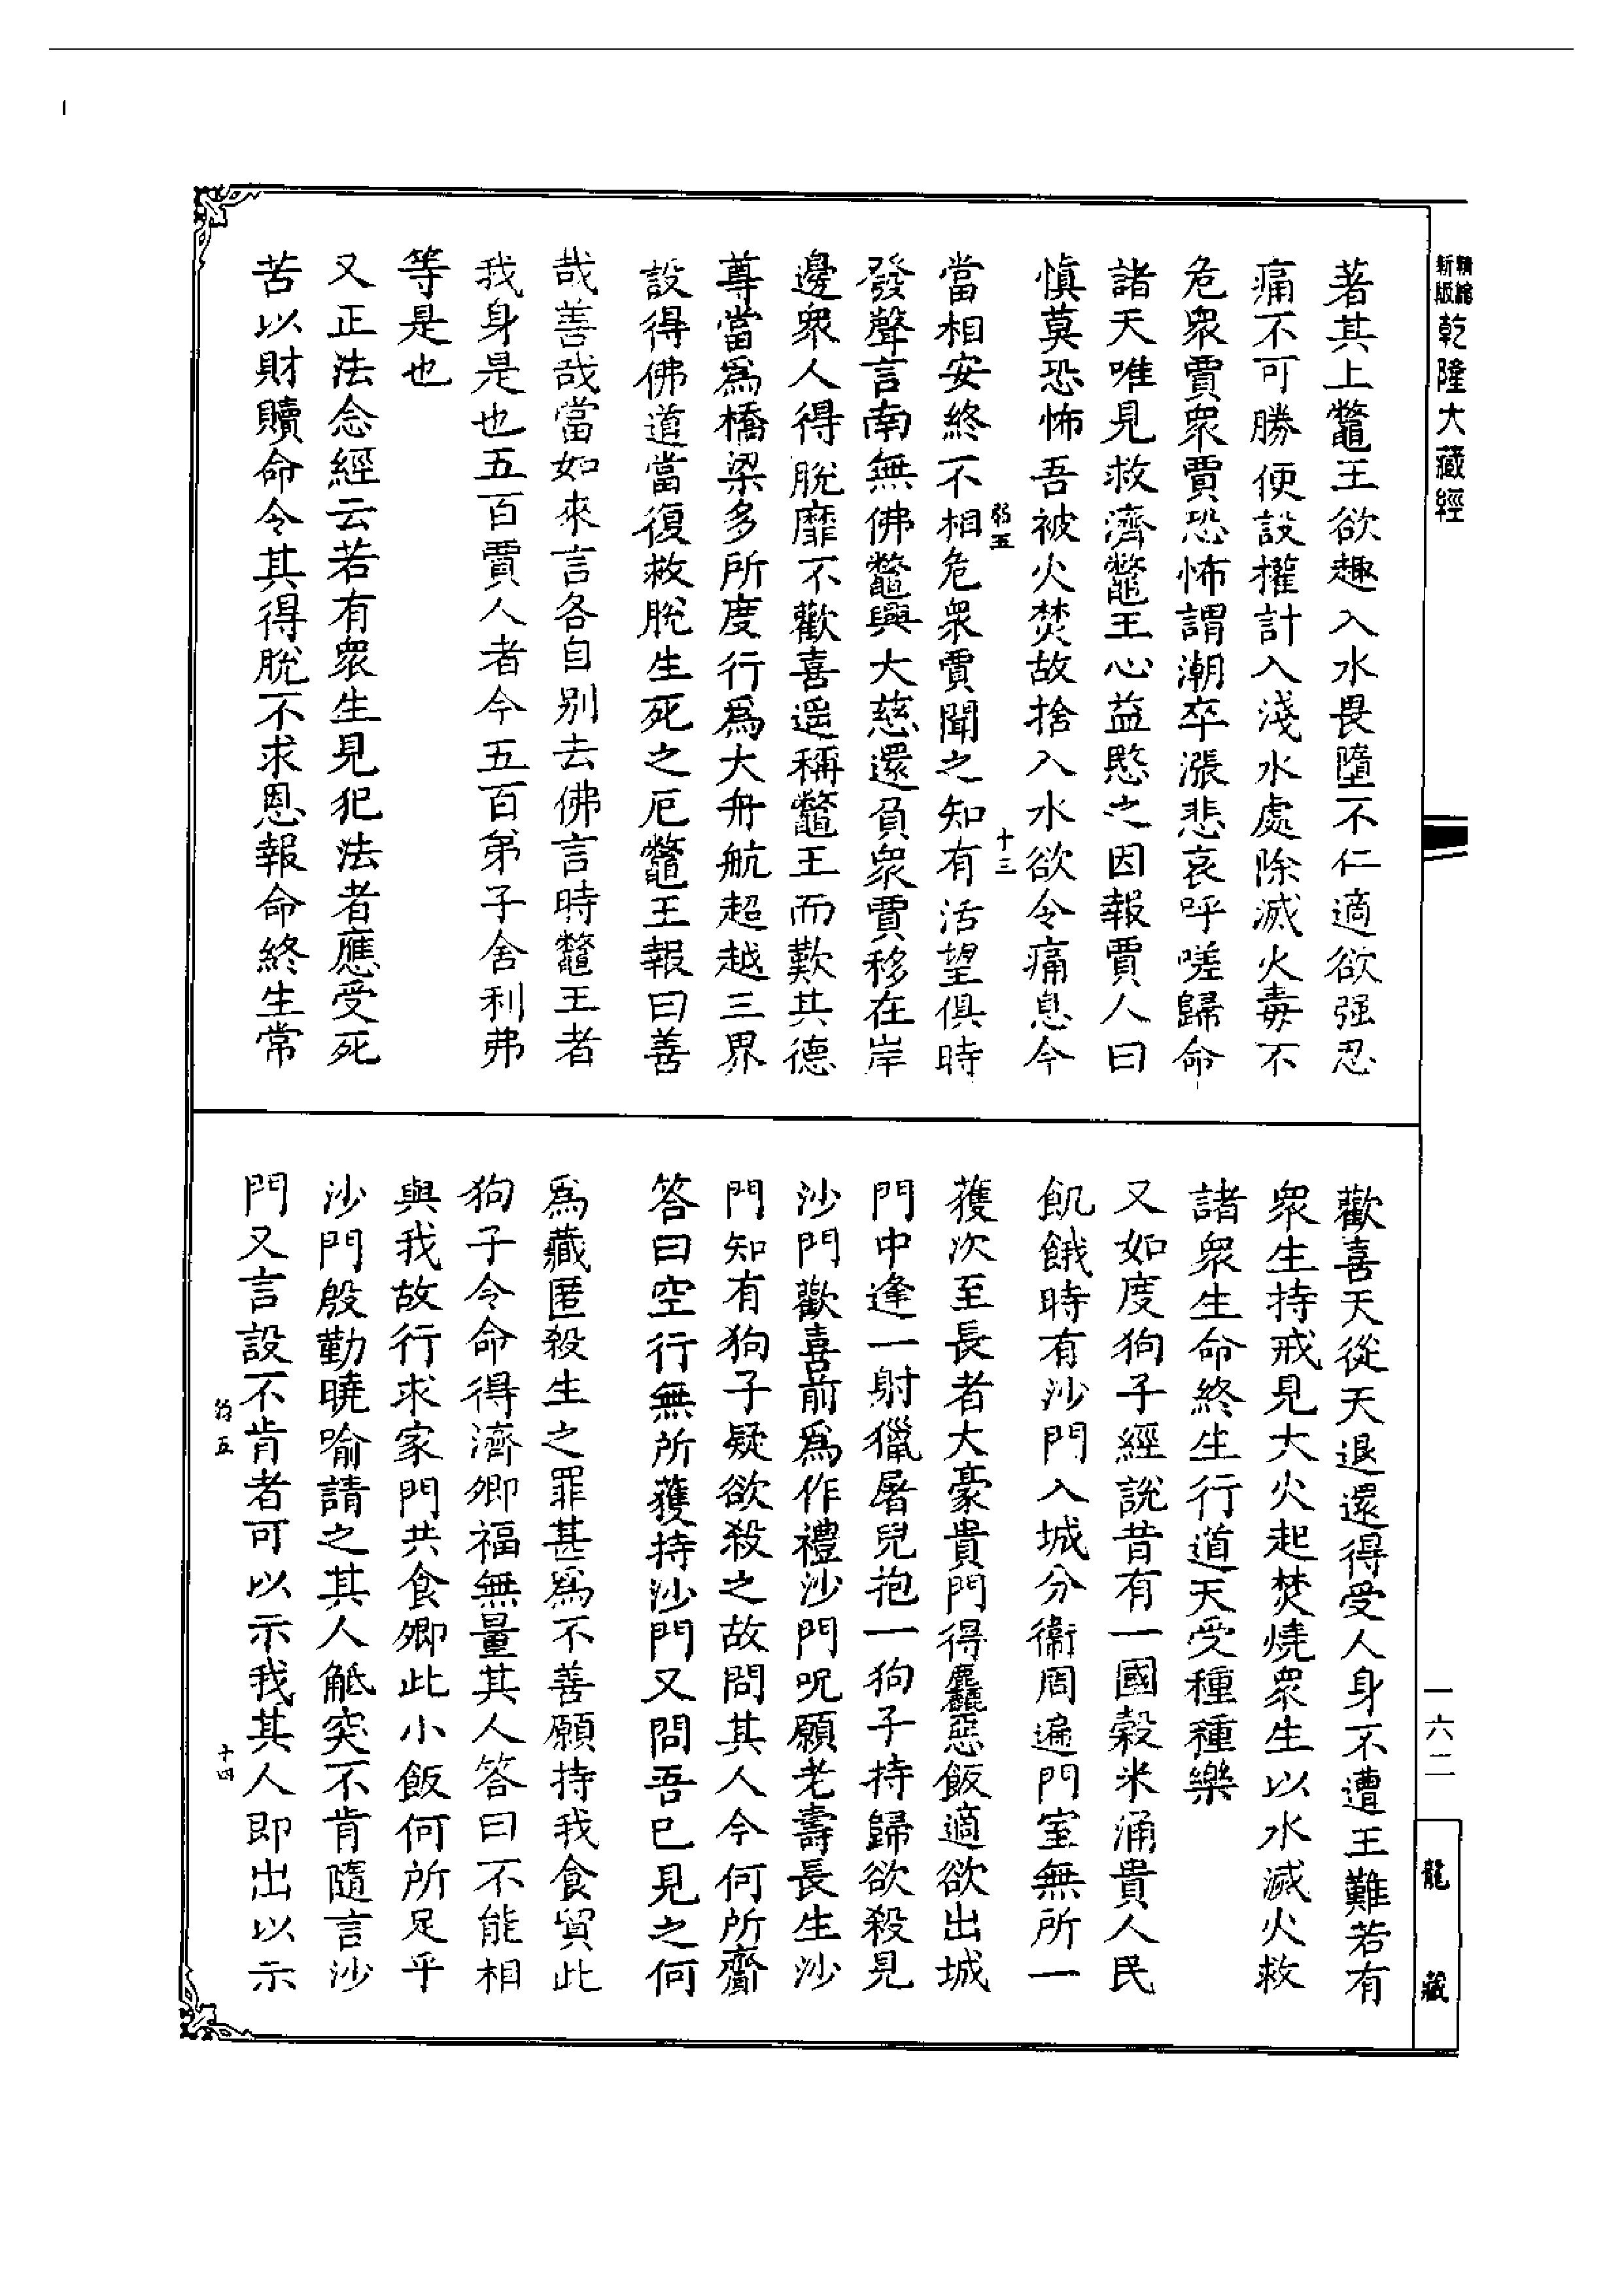 精縮新版乾隆大藏經
著其上鼈王欲趣入水畏墮不仁適欲强忍
痛不可勝便設權計入淺水處除滅火毒不
危衆賈衆賈恐怖謂潮卒漲悲哀呼嗟歸命
諸天唯見救濟鼈王心益愍之因報賈人曰
慎莫恐怖吾被火焚故捨入水欲令痛息今
弱五 十三
當相安終不相危衆賈聞之知有活望俱時
發聲言南無佛鼈興大慈還負衆賈移在岸
邊衆人得脫靡不歡喜遥稱鼈王而歎其德
尊當爲橋梁多所度行爲大舟航超越三界
設得佛道當復救脫生死之厄鼈王報曰善
哉善哉當如來言各自别去佛言時鼈王者
我身是也五百賈人者今五百弟子舍利弗
等是也
又正法念經云若有衆生見犯法者應受死
苦以財贖命令其得脫不求恩報命終生常
歡喜天從天退還得受人身不遭王難若有
衆生持戒見大火起焚燒衆生以水滅火救
諸衆生命終生行道天受種種樂
又如度狗子經說昔有一國榖米涌貴人民
飢餓時有沙門入城分衞周遍門室無所一
獲次至長者大豪貴門得麤惡飯適欲出城
門中逢一射獵屠兒抱一狗子持歸欲殺見
沙門歡喜前爲作禮沙門呪願老壽長生沙
門知有狗子疑欲殺之故問其人今何所齎
答曰空行無所獲持沙門又問吾已見之何
爲藏匿殺生之罪甚爲不善願持我食貿此
狗子令命得濟卿福無量其人答曰不能相
與我故行求家門共食卿此小飯何所足乎
沙門殷勤曉喻請之其人觝突不肯隨言沙
門又言設不肯者可以示我其人即出以示
弱五 十四
一六二
龍藏